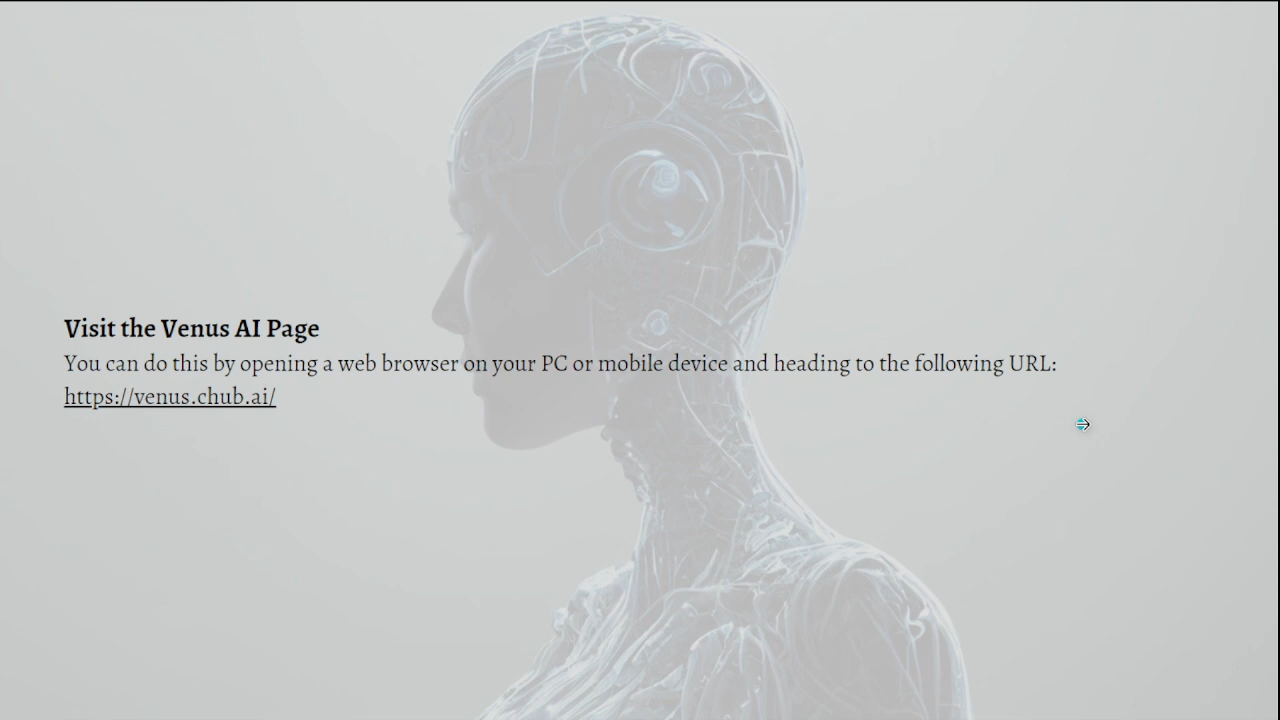 Visit the Venus AI Page
You can do this by opening a web browser on your PC or mobile device and heading to the following URL:
https://venus.chub.ai/